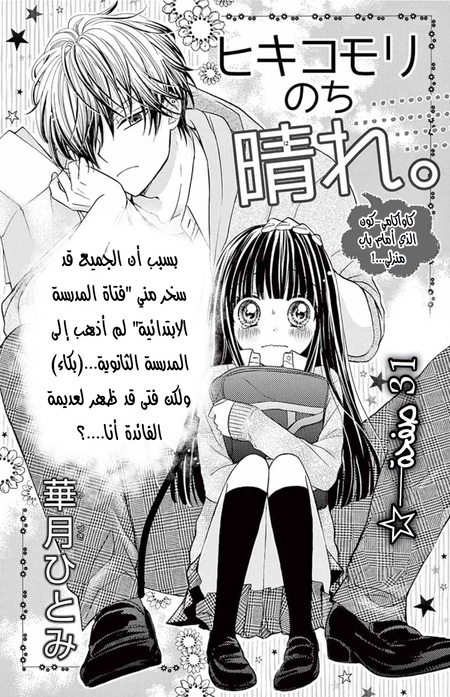 ヒキコモリ
のち
晴れ。
は
كاواكامي-كون
الذي أمام باب
منزلي...!
بسبب أن الجميع قد
سخر مني "فتاة المدرسة
الابتدائية" لم أذهب إلى
المدرسة الثانوية...(بكاء)
ولكن فتى قد ظهر لعديمة
الفائدة أنا....؟
31 صفحة
華月ひとみ